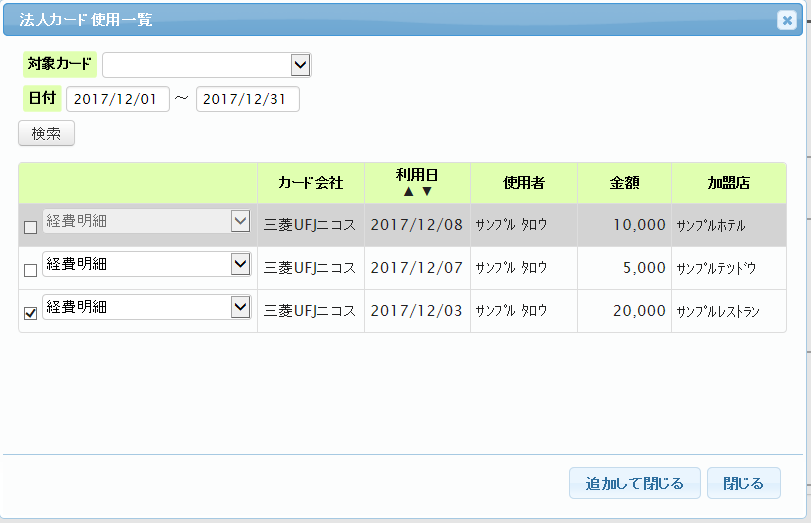 法人カード使用一覧
対象カード
日付 2017/12/01 ～ 2017/12/31
検索
カード会社 利用日 ▲▼ 使用者 金額 加盟店
経費明細 三菱UFJニコス 2017/12/08 ｻﾝﾌﾟﾙ ﾀﾛｳ 10,000 ｻﾝﾌﾟﾙﾎﾃﾙ
経費明細 三菱UFJニコス 2017/12/07 ｻﾝﾌﾟﾙ ﾀﾛｳ 5,000 ｻﾝﾌﾟﾙﾃﾂﾄﾞｳ
経費明細 三菱UFJニコス 2017/12/03 ｻﾝﾌﾟﾙ ﾀﾛｳ 20,000 ｻﾝﾌﾟﾙﾚｽﾄﾗﾝ
追加して閉じる 閉じる